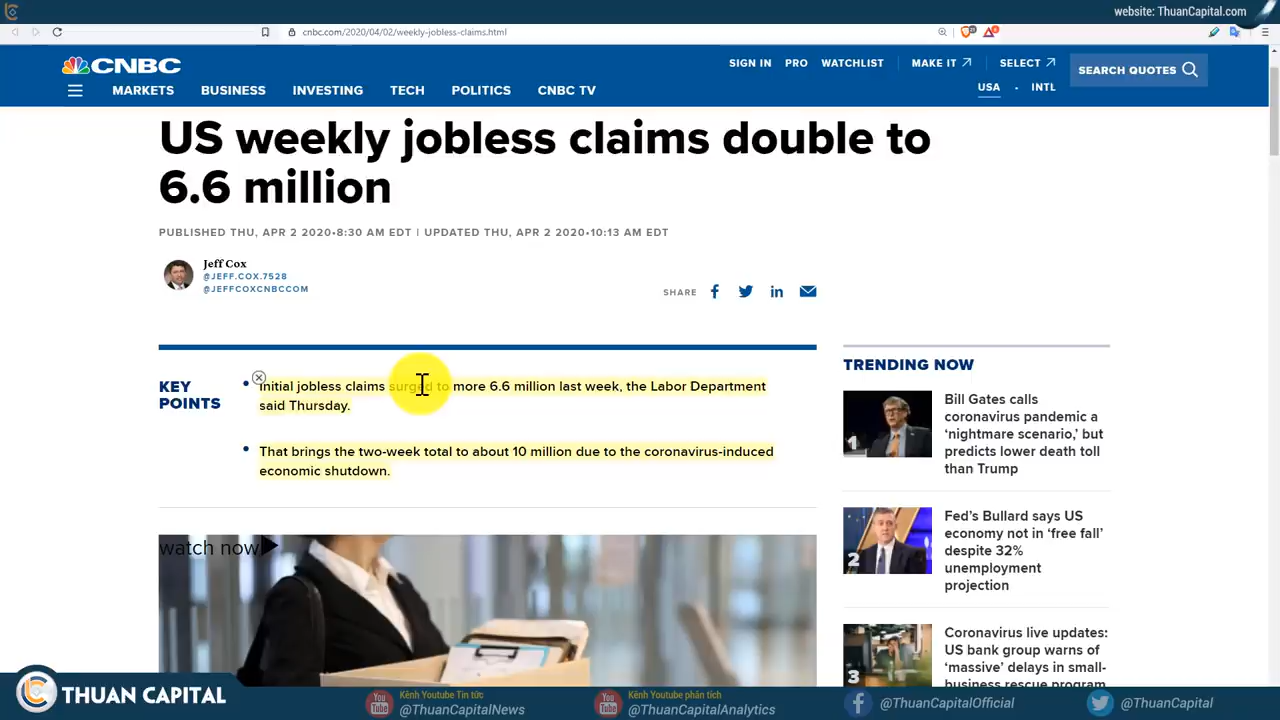 website: ThuanCapital.com
cnbc.com/2020/04/02/weekly-jobless-claims.html
CNBC
SIGN IN PRO WATCHLIST MAKE IT SELECT
SEARCH QUOTES
USA · INTL
MARKETS BUSINESS INVESTING TECH POLITICS CNBC TV
US weekly jobless claims double to
6.6 million
PUBLISHED THU, APR 2 2020•8:30 AM EDT | UPDATED THU, APR 2 2020•10:13 AM EDT
Jeff Cox
@JEFF.COX.7528
@JEFFCOXCNBCCOM
SHARE
KEY
POINTS
• Initial jobless claims surged to more 6.6 million last week, the Labor Department
said Thursday.
• That brings the two-week total to about 10 million due to the coronavirus-induced
economic shutdown.
watch now
TRENDING NOW
1
Bill Gates calls
coronavirus pandemic a
‘nightmare scenario,’ but
predicts lower death toll
than Trump
2
Fed’s Bullard says US
economy not in ‘free fall’
despite 32%
unemployment
projection
3
Coronavirus live updates:
US bank group warns of
‘massive’ delays in small-
business rescue program
THUAN CAPITAL
You Tube
Kênh Youtube Tin tức
@ThuanCapitalNews
You Tube
Kênh Youtube phân tích
@ThuanCapitalAnalytics
@ThuanCapitalOfficial
@ThuanCapital